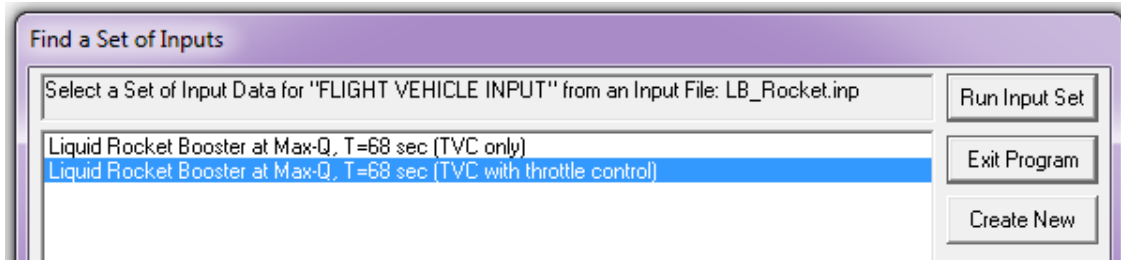 Find a Set of Inputs
Select a Set of Input Data for "FLIGHT VEHICLE INPUT" from an Input File: LB_Rocket.inp
Run Input Set
Liquid Rocket Booster at Max-Q, T=68 sec (TVC only)
Liquid Rocket Booster at Max-Q, T=68 sec (TVC with throttle control)
Exit Program
Create New